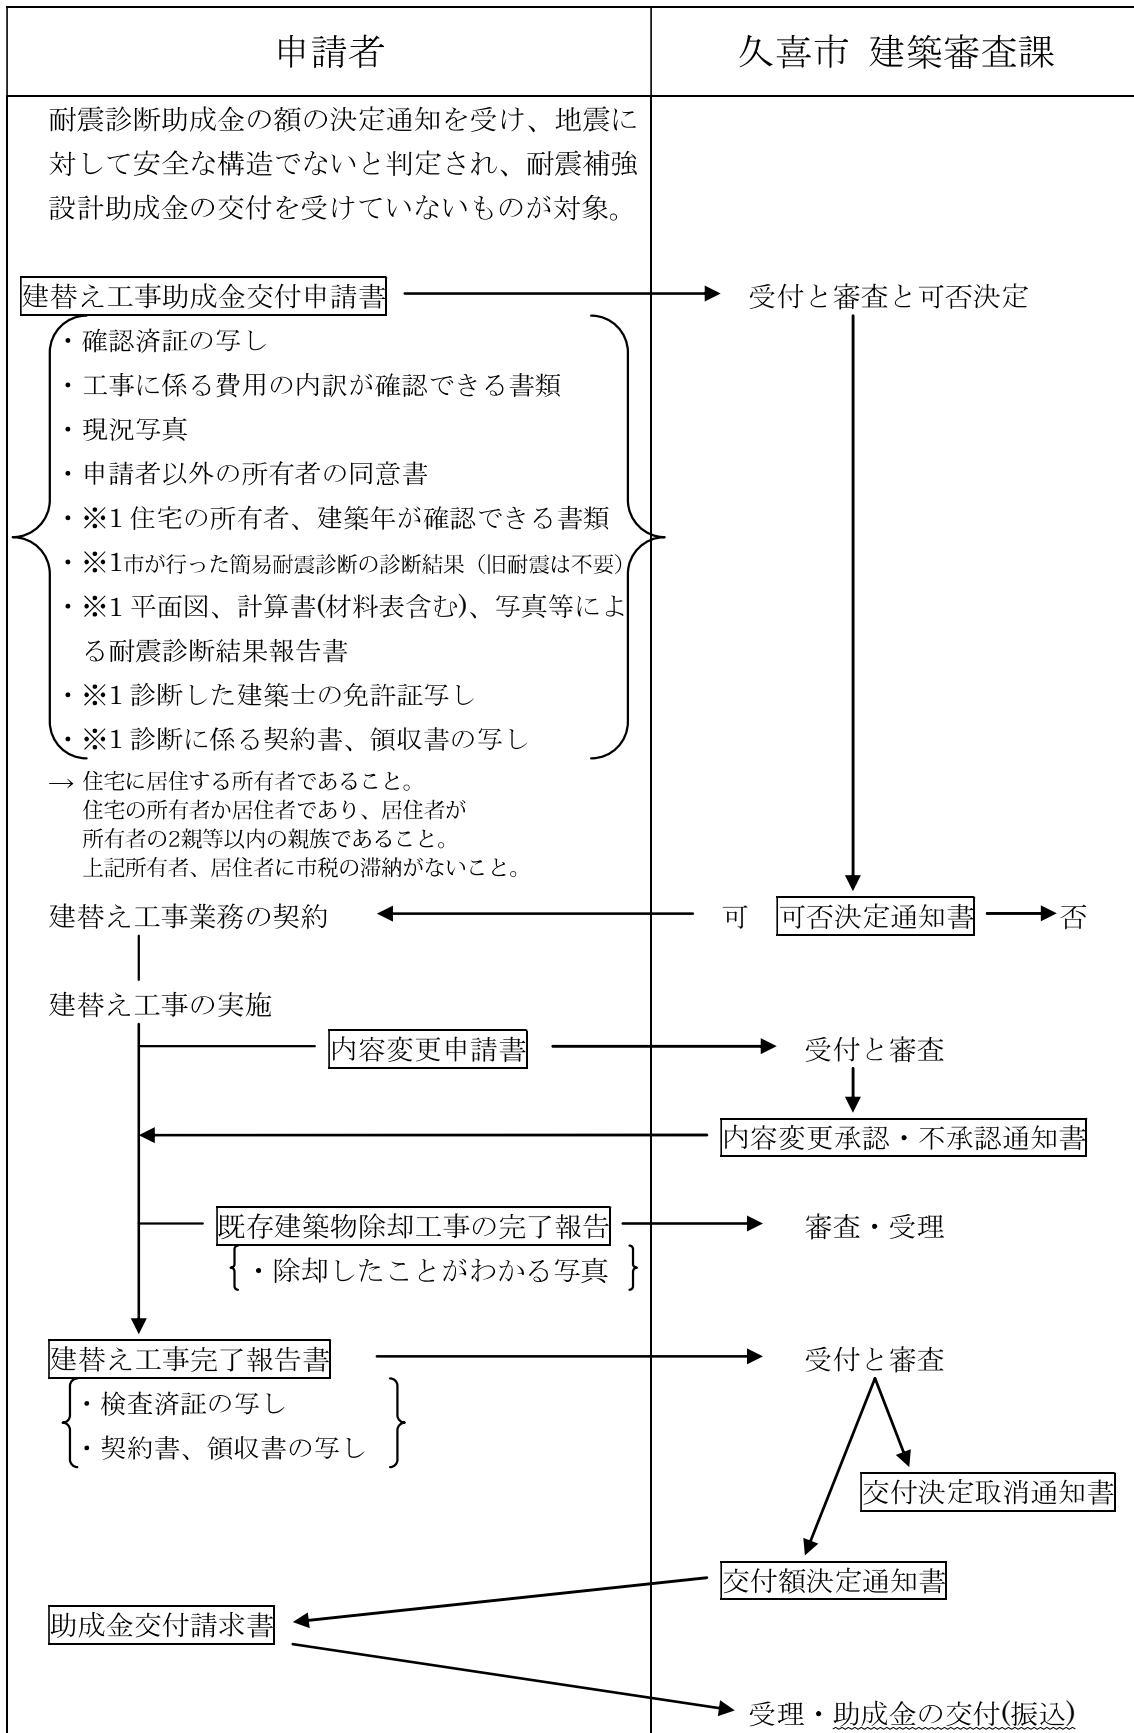 申請者
久喜市 建築審査課
耐震診断助成金の額の決定通知を受け、地震に
対して安全な構造でないと判定され、耐震補強
設計助成金の交付を受けていないものが対象。
建替え工事助成金交付申請書
受付と審査と可否決定
・確認済証の写し
・工事に係る費用の内訳が確認できる書類
・現況写真
・申請者以外の所有者の同意書
・※1 住宅の所有者、建築年が確認できる書類
・※1市が行った簡易耐震診断の診断結果（旧耐震は不要）
・※1 平面図、計算書(材料表含む)、写真等によ
る耐震診断結果報告書
・※1 診断した建築士の免許証写し
・※1 診断に係る契約書、領収書の写し
→ 住宅に居住する所有者であること。
住宅の所有者か居住者であり、居住者が
所有者の2親等以内の親族であること。
上記所有者、居住者に市税の滞納がないこと。
建替え工事業務の契約
可
可否決定通知書
否
建替え工事の実施
内容変更申請書
受付と審査
内容変更承認・不承認通知書
既存建築物除却工事の完了報告
審査・受理
・除却したことがわかる写真
建替え工事完了報告書
受付と審査
・検査済証の写し
・契約書、領収書の写し
交付決定取消通知書
交付額決定通知書
助成金交付請求書
受理・助成金の交付(振込)